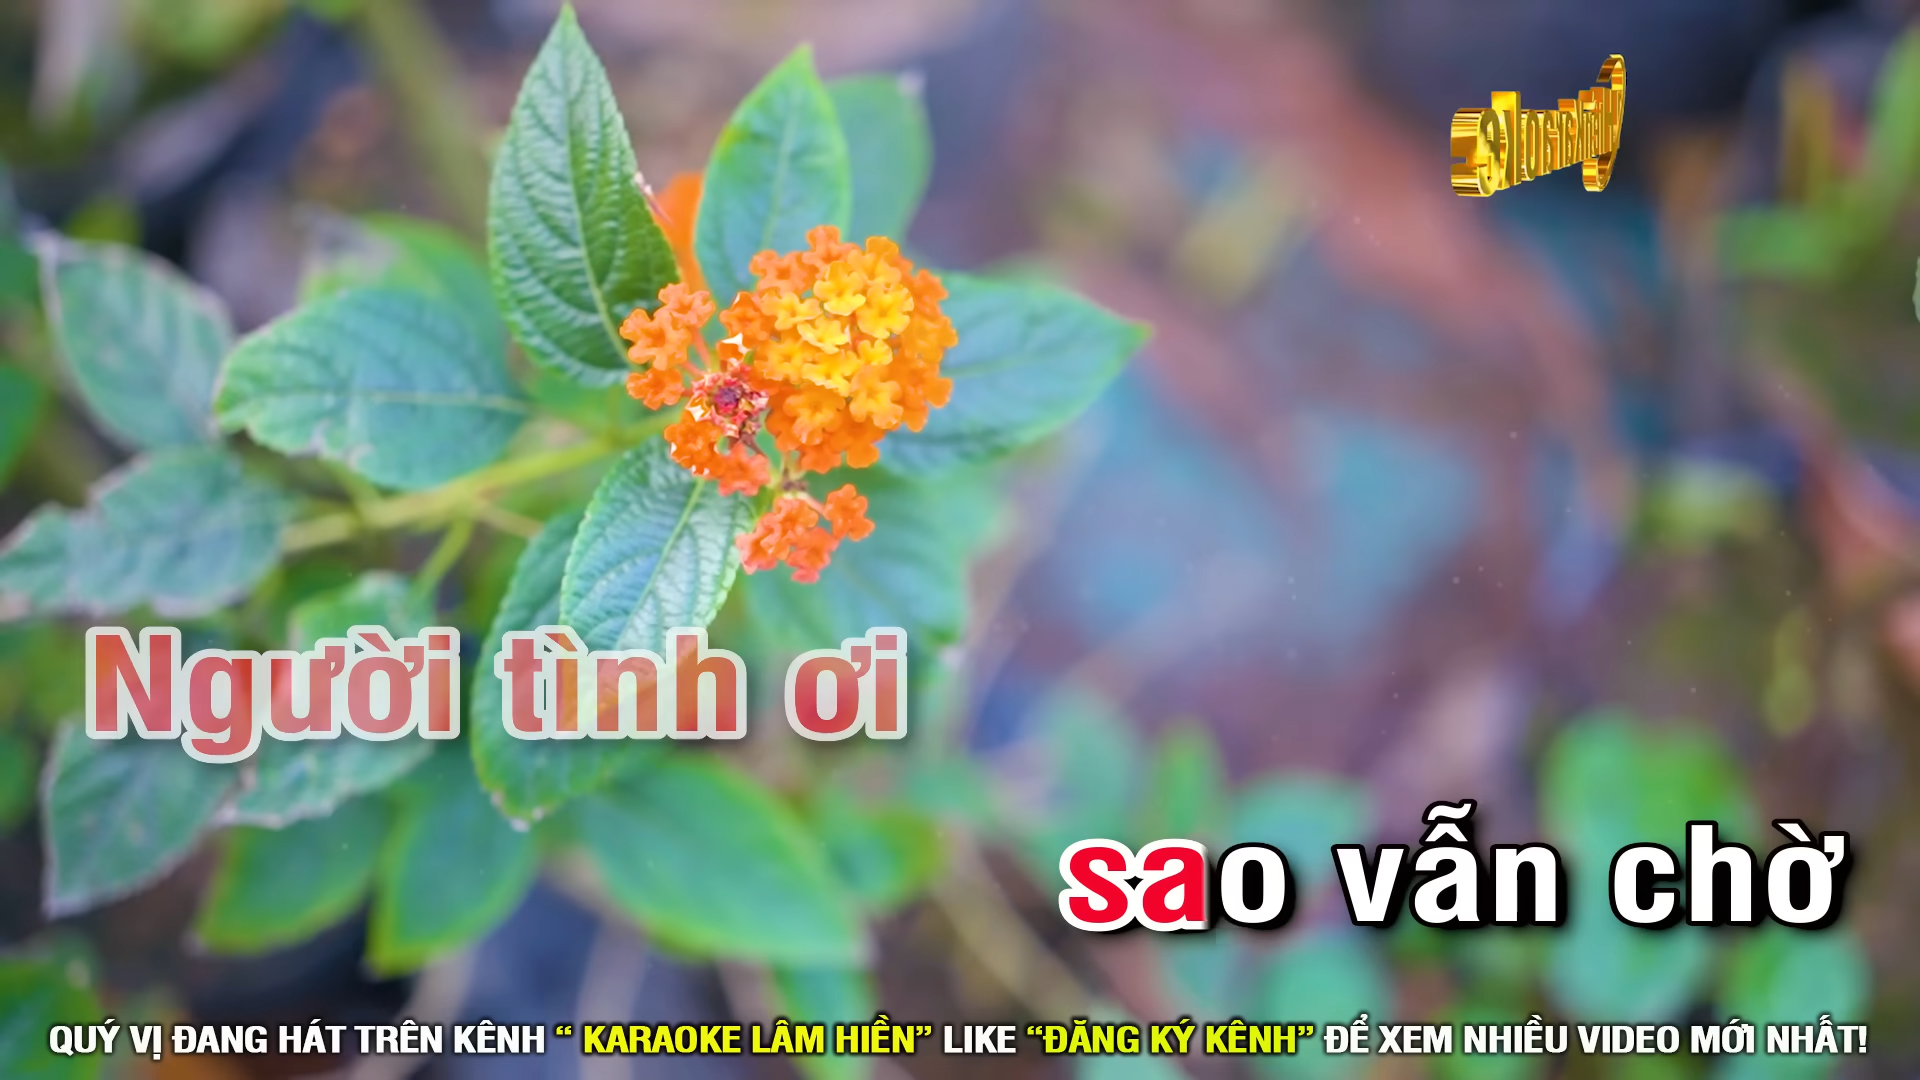 Người tình ơi
sao vẫn chờ
QUÝ VỊ ĐANG HÁT TRÊN KÊNH “ KARAOKE LÂM HIỀN” LIKE “ĐĂNG KÝ KÊNH” ĐỂ XEM NHIỀU VIDEO MỚI NHẤT!